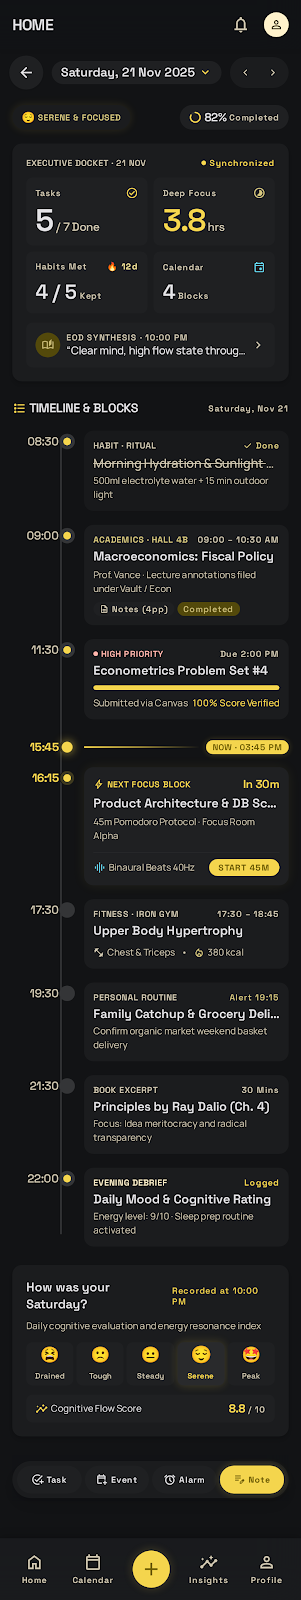 HOME
Saturday, 21 Nov 2025
SERENE & FOCUSED
82% Completed
EXECUTIVE DOCKET · 21 NOV
Synchronized
Tasks
5 / 7 Done
Deep Focus
3.8 hrs
Habits Met
🔥 12d
4 / 5 Kept
Calendar
4 Blocks
EOD SYNTHESIS · 10:00 PM
“Clear mind, high flow state throug…
TIMELINE & BLOCKS
Saturday, Nov 21
08:30
HABIT · RITUAL
✓ Done
Morning Hydration & Sunlight …
500ml electrolyte water + 15 min outdoor
light
09:00
ACADEMICS · HALL 4B
09:00 – 10:30 AM
Macroeconomics: Fiscal Policy
Prof. Vance · Lecture annotations filed
under Vault / Econ
Notes (4pp)
Completed
11:30
HIGH PRIORITY
Due 2:00 PM
Econometrics Problem Set #4
Submitted via Canvas
100% Score Verified
15:45
NOW · 03:45 PM
16:15
NEXT FOCUS BLOCK
In 30m
Product Architecture & DB Sc…
45m Pomodoro Protocol · Focus Room
Alpha
Binaural Beats 40Hz
START 45M
17:30
FITNESS · IRON GYM
17:30 – 18:45
Upper Body Hypertrophy
Chest & Triceps
•
380 kcal
19:30
PERSONAL ROUTINE
Alert 19:15
Family Catchup & Grocery Deli…
Confirm organic market weekend basket
delivery
21:30
BOOK EXCERPT
30 Mins
Principles by Ray Dalio (Ch. 4)
Focus: Idea meritocracy and radical
transparency
22:00
EVENING DEBRIEF
Logged
Daily Mood & Cognitive Rating
Energy level: 9/10 · Sleep prep routine
activated
How was your
Saturday?
Recorded at 10:00
PM
Daily cognitive evaluation and energy resonance index
Drained
Tough
Steady
Serene
Peak
Cognitive Flow Score
8.8 / 10
Task
Event
Alarm
Note
Home
Calendar
Insights
Profile